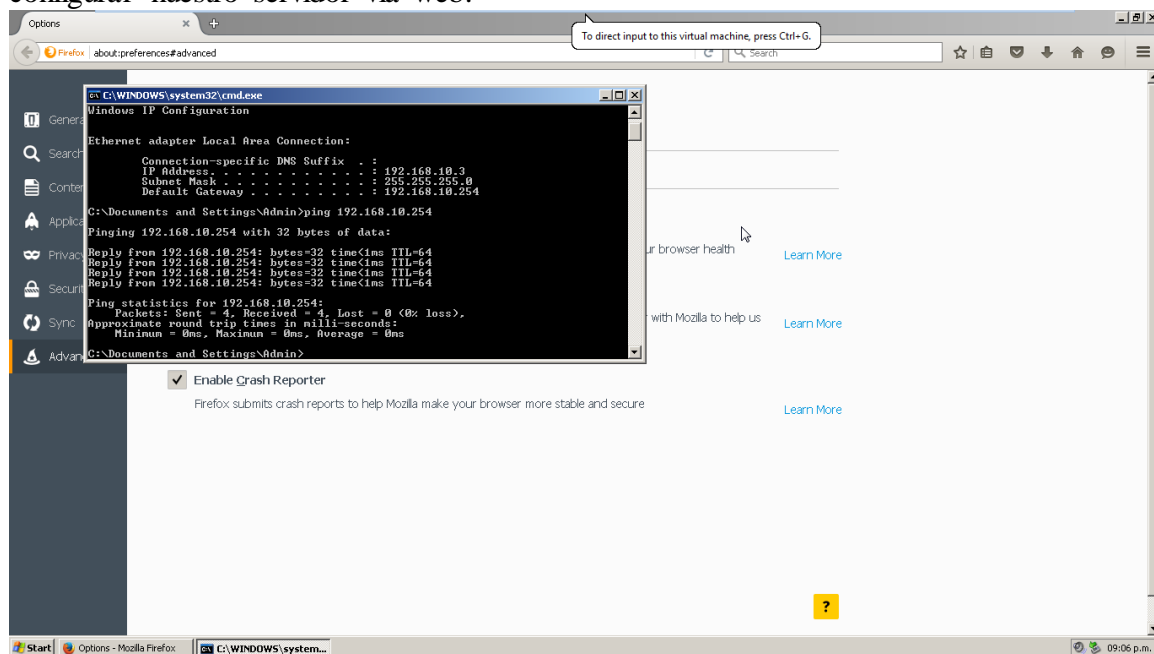 configurar nuestro servidor via web.
Options
To direct input to this virtual machine, press Ctrl+G.
Firefox about:preferences#advanced
Search
C:\WINDOWS\system32\cmd.exe
Windows IP Configuration
Ethernet adapter Local Area Connection:
Connection-specific DNS Suffix . :
IP Address. . . . . . . . . . . . : 192.168.10.3
Subnet Mask . . . . . . . . . . . : 255.255.255.0
Default Gateway . . . . . . . . . : 192.168.10.254
C:\Documents and Settings\Admin>ping 192.168.10.254
Pinging 192.168.10.254 with 32 bytes of data:
Reply from 192.168.10.254: bytes=32 time<1ms TTL=64
Reply from 192.168.10.254: bytes=32 time<1ms TTL=64
Reply from 192.168.10.254: bytes=32 time<1ms TTL=64
Reply from 192.168.10.254: bytes=32 time<1ms TTL=64
Ping statistics for 192.168.10.254:
Packets: Sent = 4, Received = 4, Lost = 0 (0% loss),
Approximate round trip times in milli-seconds:
Minimum = 0ms, Maximum = 0ms, Average = 0ms
C:\Documents and Settings\Admin>
Genera
Search
Conten
Applica
Privacy
Securit
Sync
Advan
ur browser health
Learn More
with Mozilla to help us
Learn More
Enable Crash Reporter
Firefox submits crash reports to help Mozilla make your browser more stable and secure
Learn More
?
Start
Options - Mozilla Firefox
C:\WINDOWS\system...
09:06 p.m.